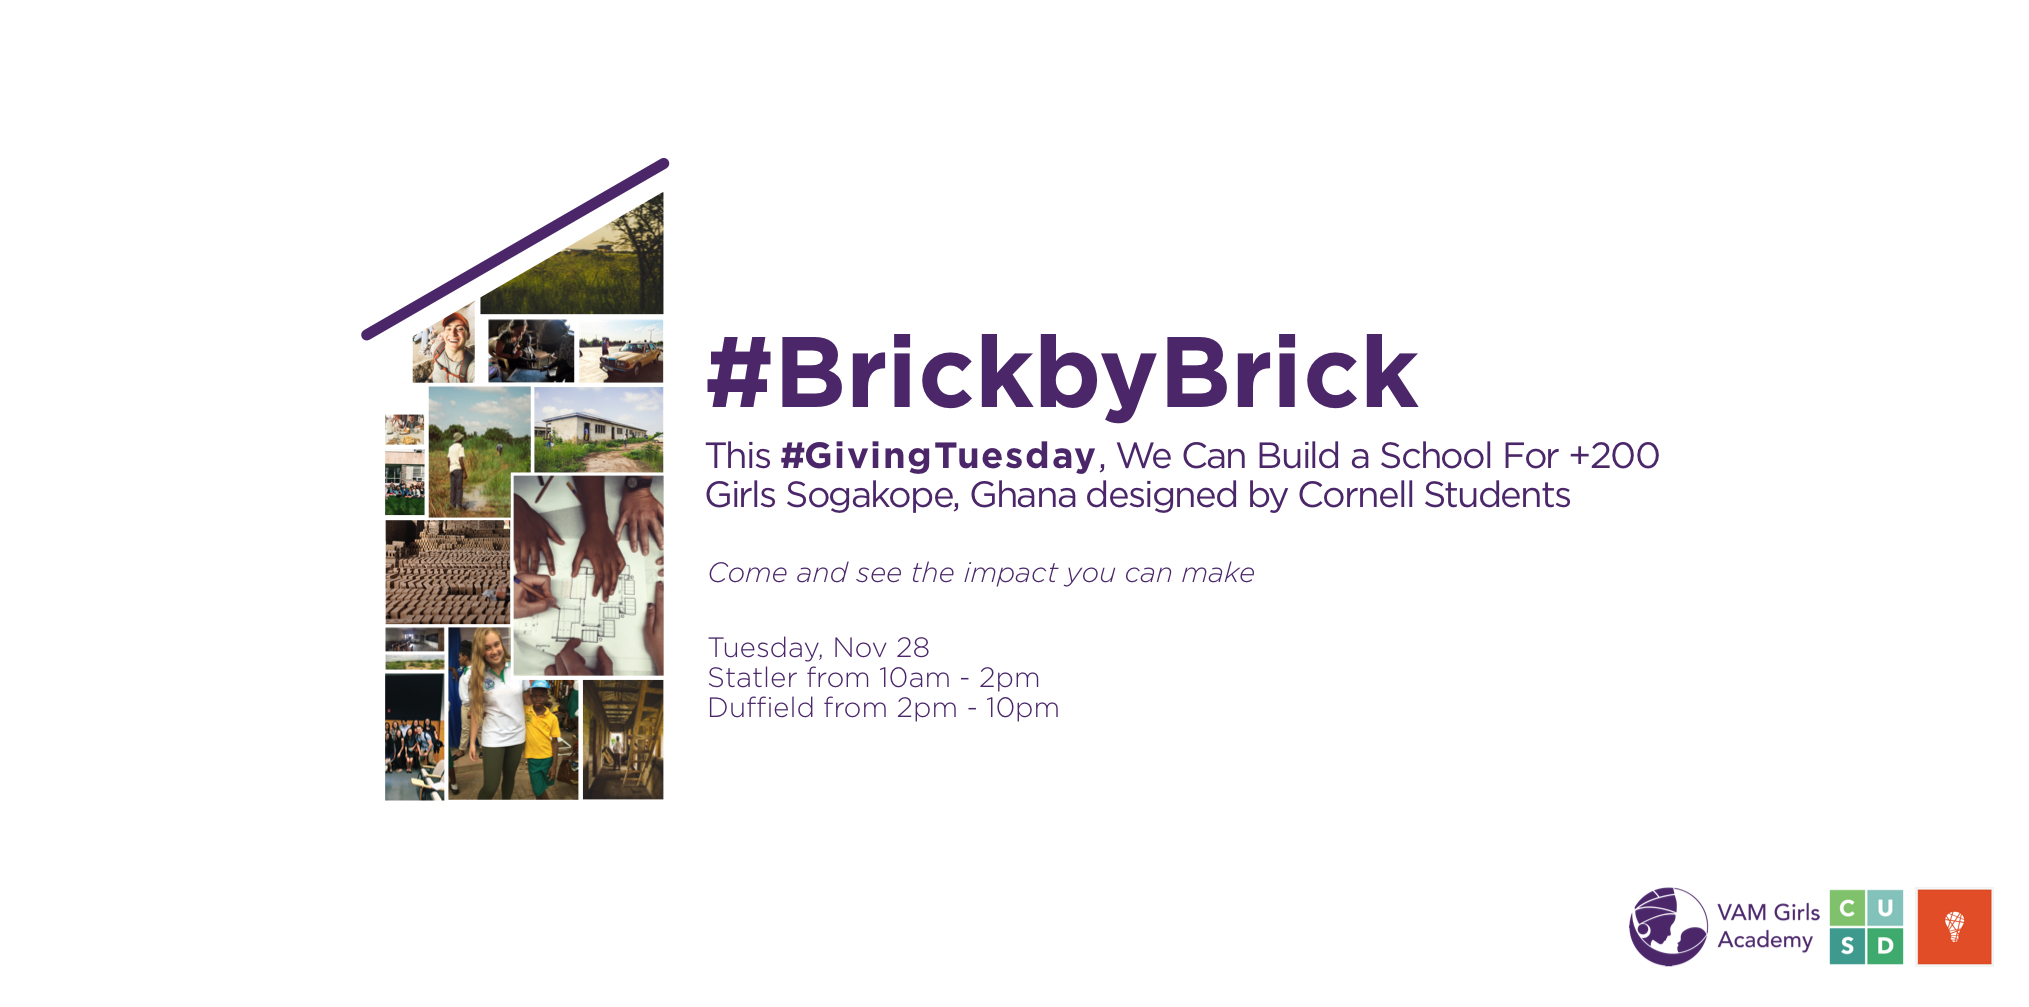 #BrickbyBrick
This #GivingTuesday, We Can Build a School For +200
Girls Sogakope, Ghana designed by Cornell Students
Come and see the impact you can make
Tuesday, Nov 28
Statler from 10am - 2pm
Duffield from 2pm - 10pm
VAM Girls
Academy
C U
S D